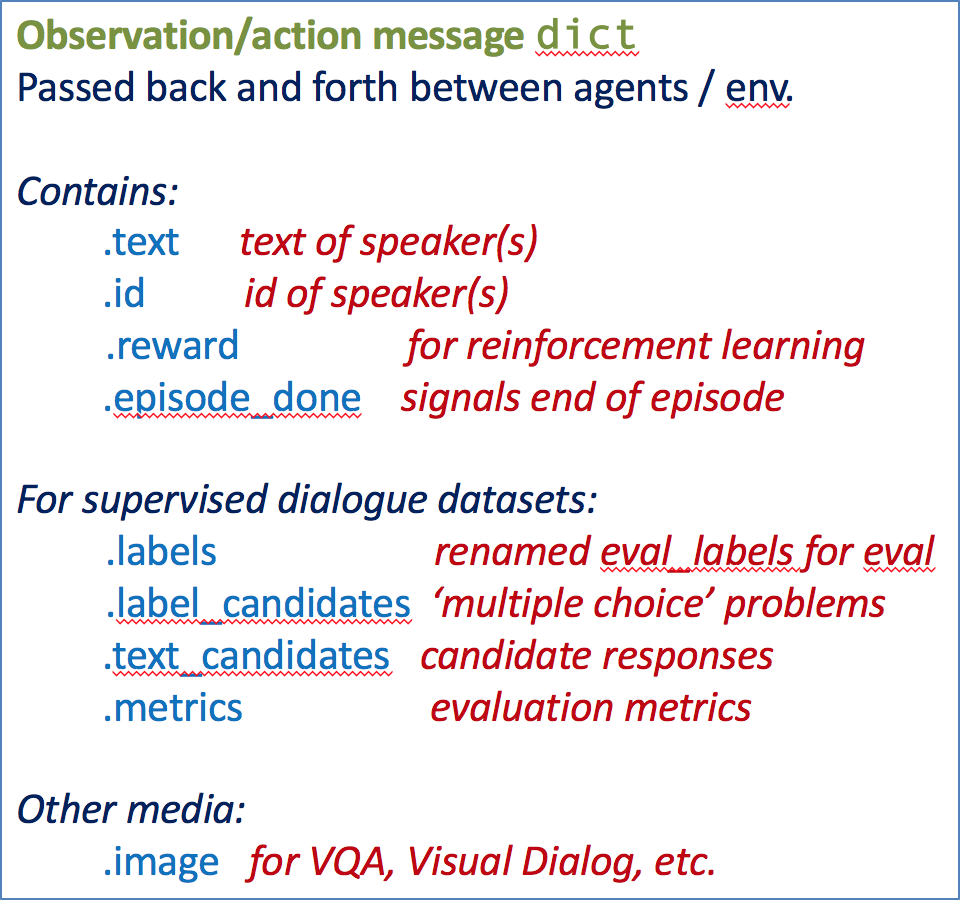 Observation/action message dict
Passed back and forth between agents / env.
Contains:
.text text of speaker(s)
.id id of speaker(s)
.reward for reinforcement learning
.episode_done signals end of episode
For supervised dialogue datasets:
.labels renamed eval_labels for eval
.label_candidates ‘multiple choice’ problems
.text_candidates candidate responses
.metrics evaluation metrics
Other media:
.image for VQA, Visual Dialog, etc.